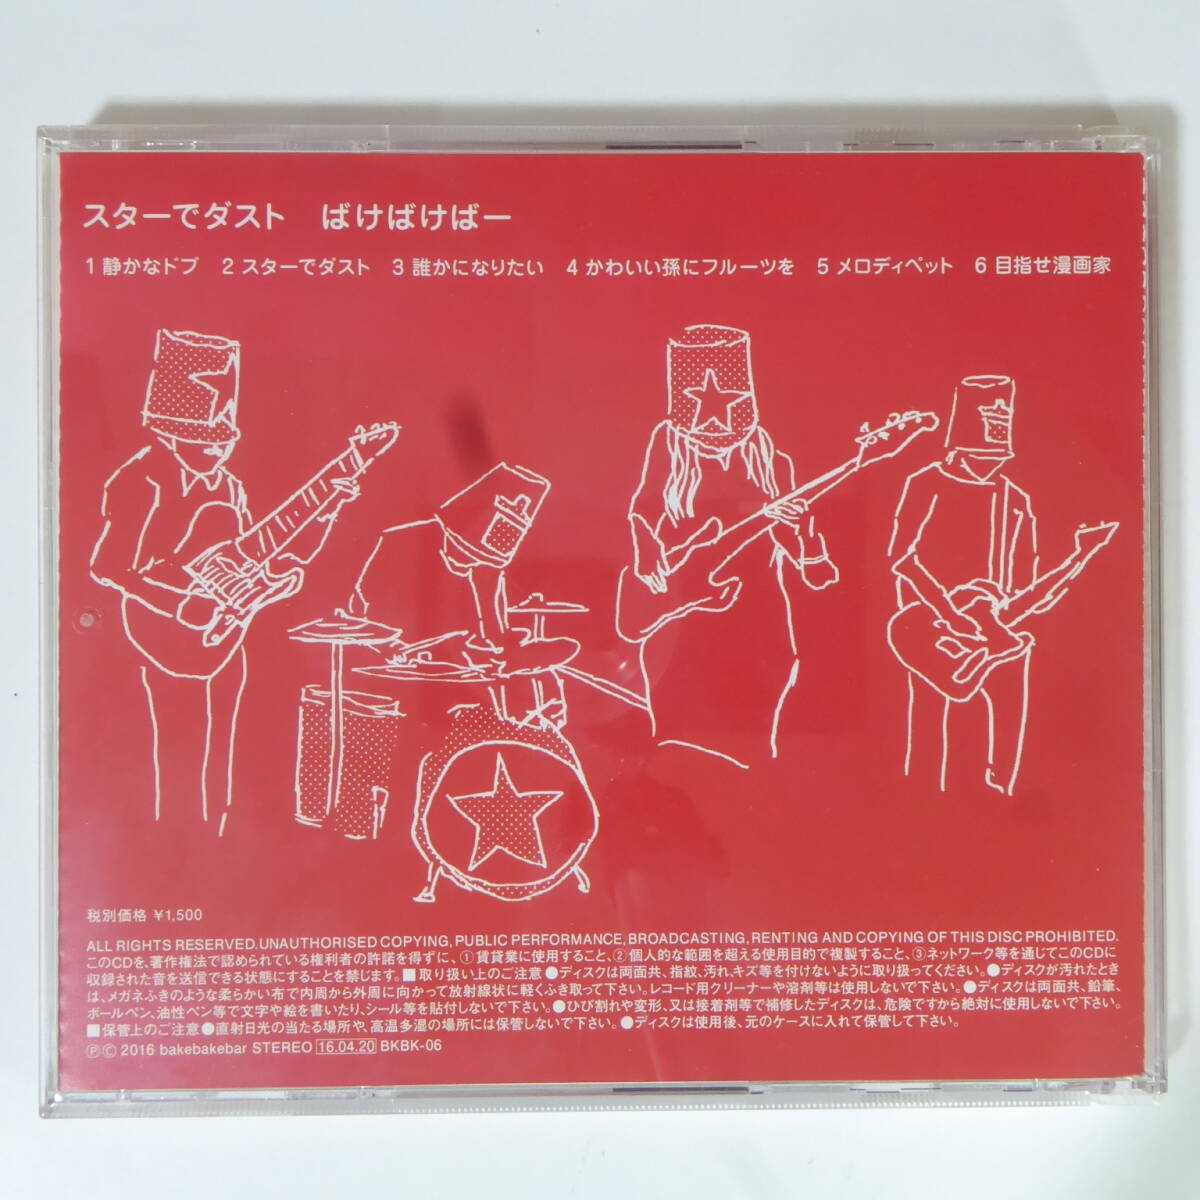 スターでダスト ばけばけばー
1 静かなドブ 2 スターでダスト 3 誰かになりたい 4 かわいい孫にフルーツを 5 メロディペット 6 目指せ漫画家
税別価格 ¥1,500
ALL RIGHTS RESERVED.UNAUTHORISED COPYING, PUBLIC PERFORMANCE, BROADCASTING, RENTING AND COPYING OF THIS DISC PROHIBITED.
このCDを、著作権法で認められている権利者の許諾を得ずに、①賃貸業に使用すること、②個人的な範囲を超える使用目的で複製すること、③ネットワーク等を通じてこのCDに
収録された音を送信できる状態にすることを禁じます。■取り扱い上のご注意●ディスクは両面共、指紋、汚れ、キズ等を付けないように取り扱ってください。●ディスクが汚れたとき
は、メガネふきのような柔らかい布で内周から外周に向かって放射線状に軽くふき取って下さい。レコード用クリーナーや溶剤等は使用しないで下さい。●ディスクは両面共、鉛筆、
ボールペン、油性ペン等で文字や絵を書いたり、シール等を貼付しないで下さい。●ひび割れや変形、又は接着剤等で補修したディスクは、危険ですから絶対に使用しないで下さい。
■保管上のご注意●直射日光の当たる場所や、高温多湿の場所には保管しないで下さい。●ディスクは使用後、元のケースに入れて保管して下さい。
Ⓟ© 2016 bakebakebar STEREO 16.04.20 BKBK-06